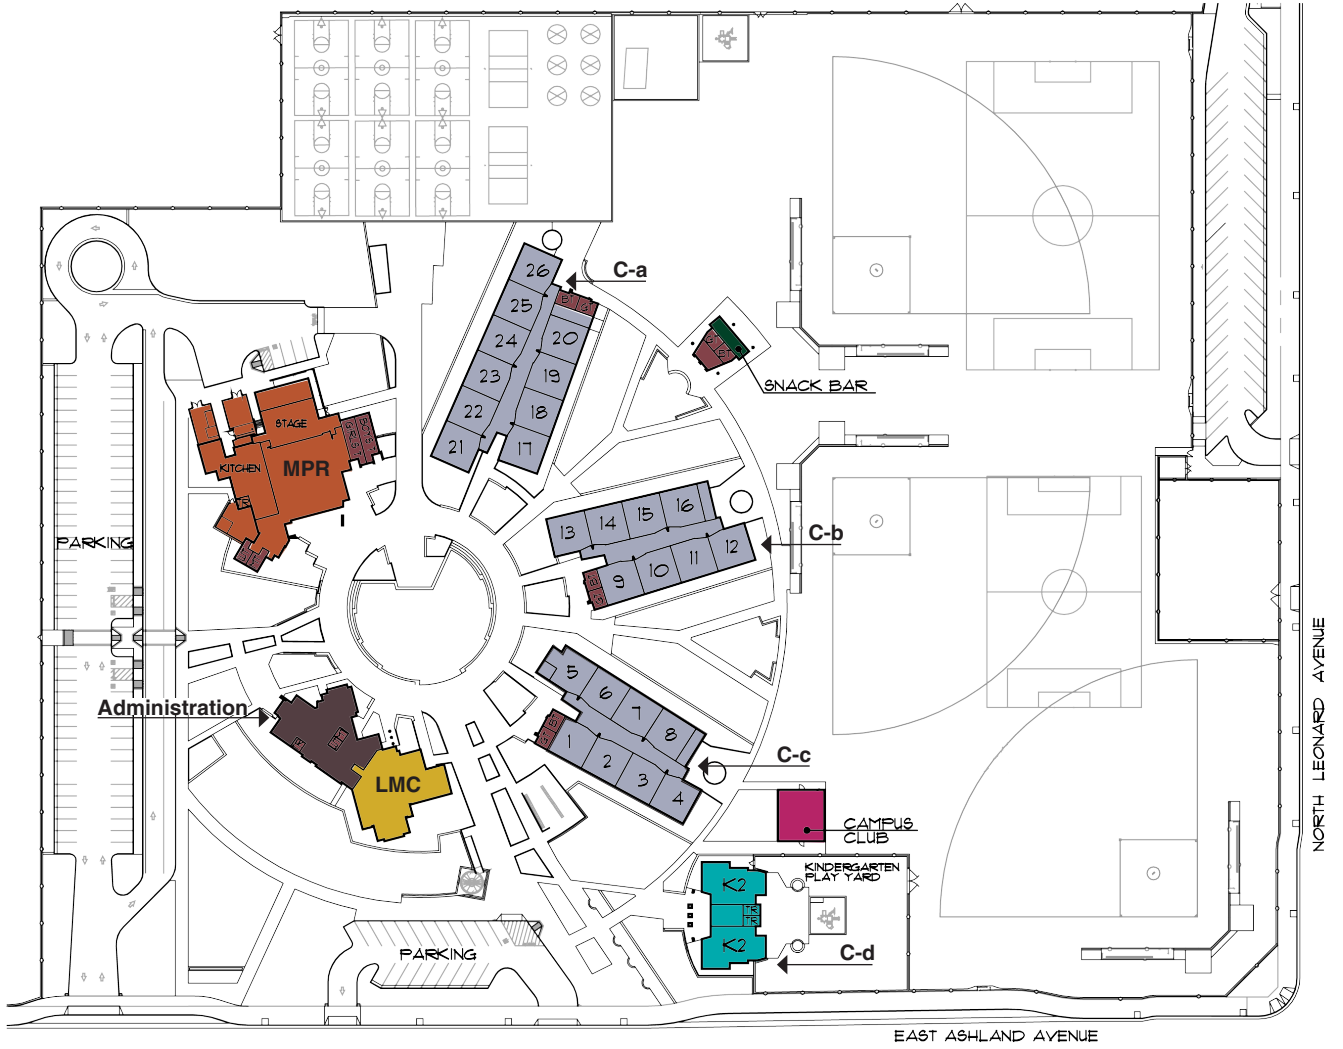 26
C-a
25
B
G
24
20
23
19
22
18
21
17
G
B
SNACK BAR
STAGE
BOYS
GIRLS
KITCHEN
MPR
PARKING
13
14
15
16
C-b
12
11
10
9
B
G
5
6
7
8
B
G
1
2
3
4
C-c
Administration
LMC
CAMPUS
CLUB
KINDERGARTEN
PLAY YARD
K2
K2
C-d
PARKING
NORTH LEONARD AVENUE
EAST ASHLAND AVENUE